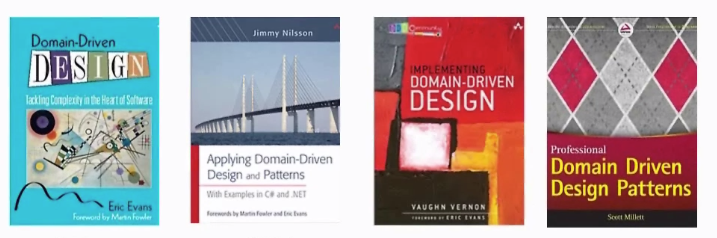 Domain-Driven
DESIGN
Tackling Complexity in the Heart of Software
Eric Evans
Foreword by Martin Fowler
Jimmy Nilsson
Applying Domain-Driven
Design and Patterns
With Examples in C# and .NET
Forewords by Martin Fowler and Eric Evans
IMPLEMENTING
DOMAIN-DRIVEN
DESIGN
VAUGHN VERNON
FOREWORD BY ERIC EVANS
Professional
Domain Driven
Design Patterns
Scott Millett